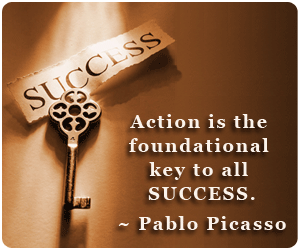 SUCCESS
Action is the
foundational
key to all
SUCCESS.
~ Pablo Picasso